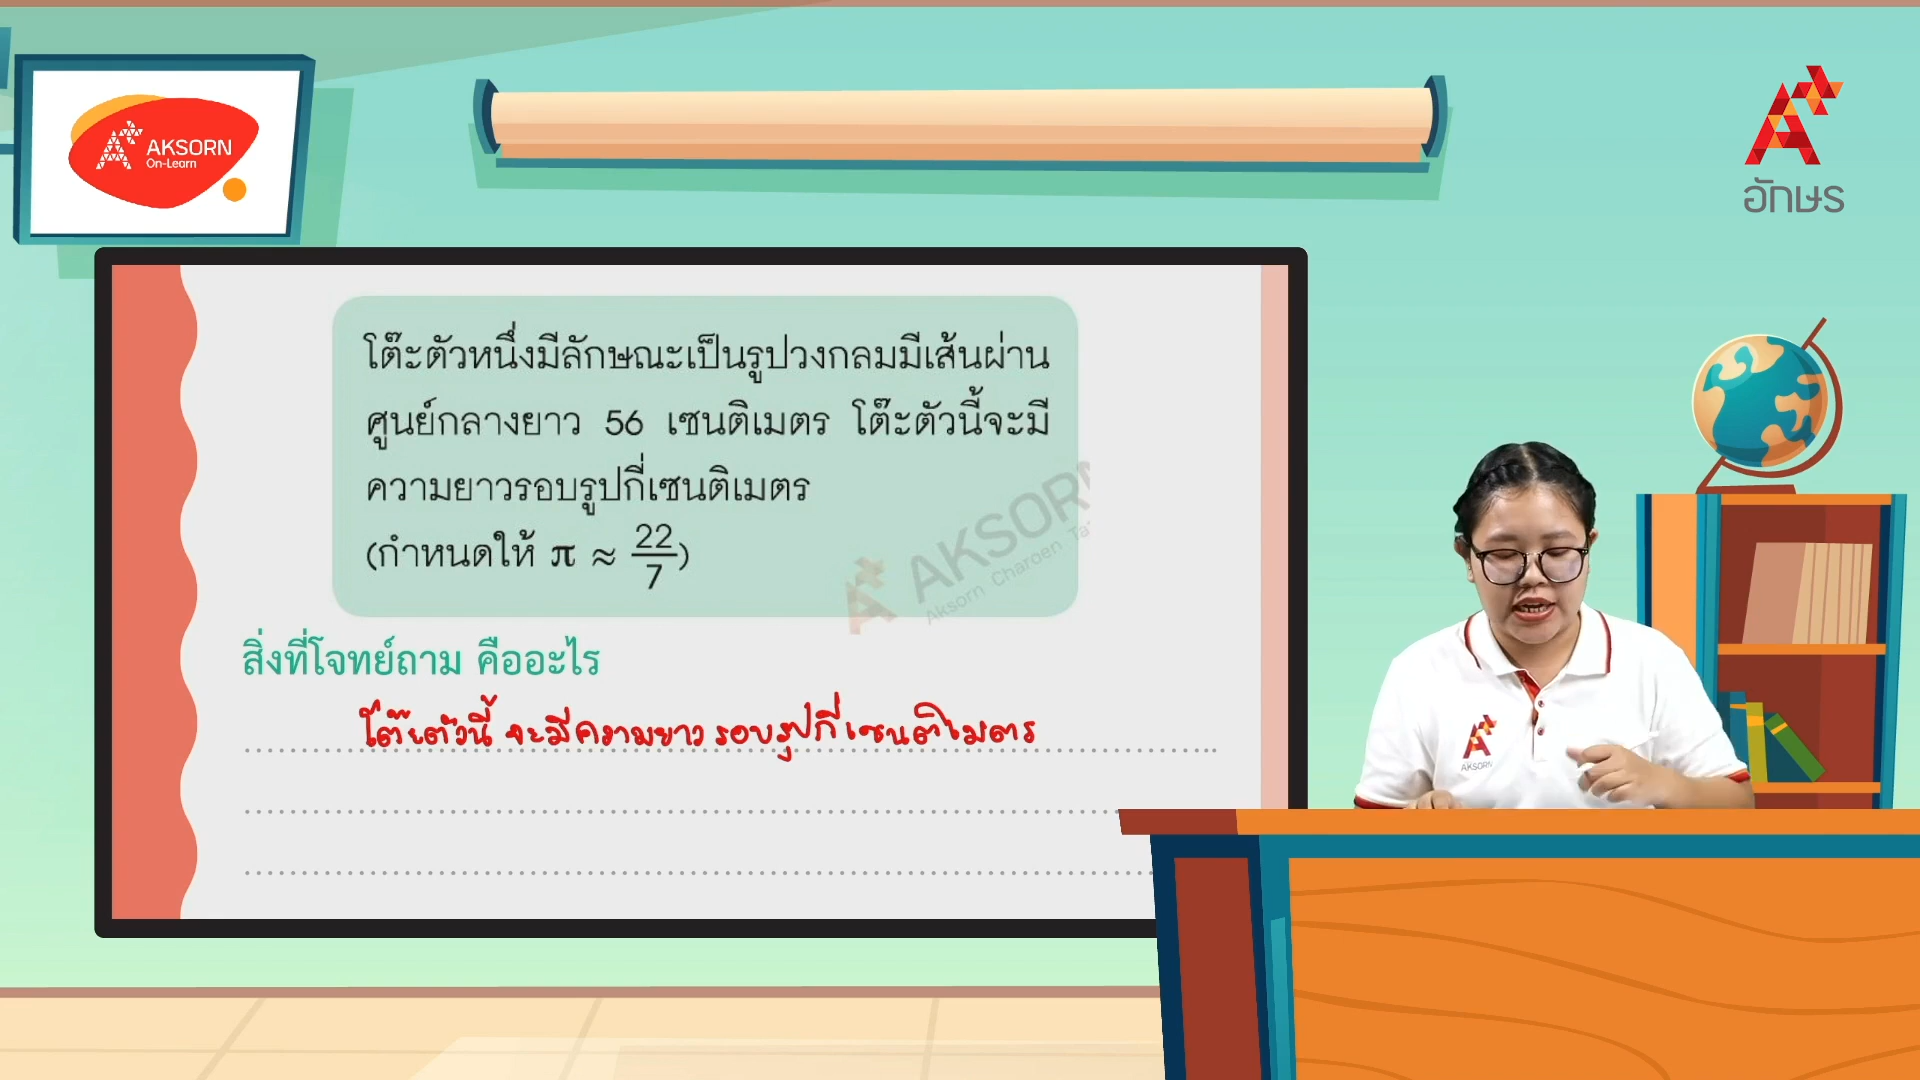 AKSORN
On-Learn
อักษร
โต๊ะตัวหนึ่งมีลักษณะเป็นรูปวงกลมมีเส้นผ่าน
ศูนย์กลางยาว 56 เซนติเมตร โต๊ะตัวนี้จะมี
ความยาวรอบรูปกี่เซนติเมตร
(กำหนดให้ π ≈ 22/7)
AKSORN
Aksorn Charoen
สิ่งที่โจทย์ถาม คืออะไร
โต๊ะตัวนี้ จะมีความยาว รอบรูปกี่เซนติเมตร
AKSORN